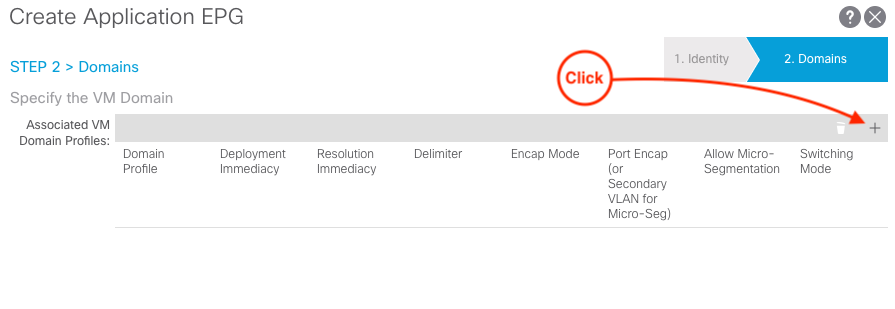 Create Application EPG
?
STEP 2 > Domains
1. Identity
2. Domains
Click
Specify the VM Domain
Associated VM
Domain Profiles:
Domain
Profile
Deployment
Immediacy
Resolution
Immediacy
Delimiter
Encap Mode
Port Encap
(or
Secondary
VLAN for
Micro-Seg)
Allow Micro-
Segmentation
Switching
Mode